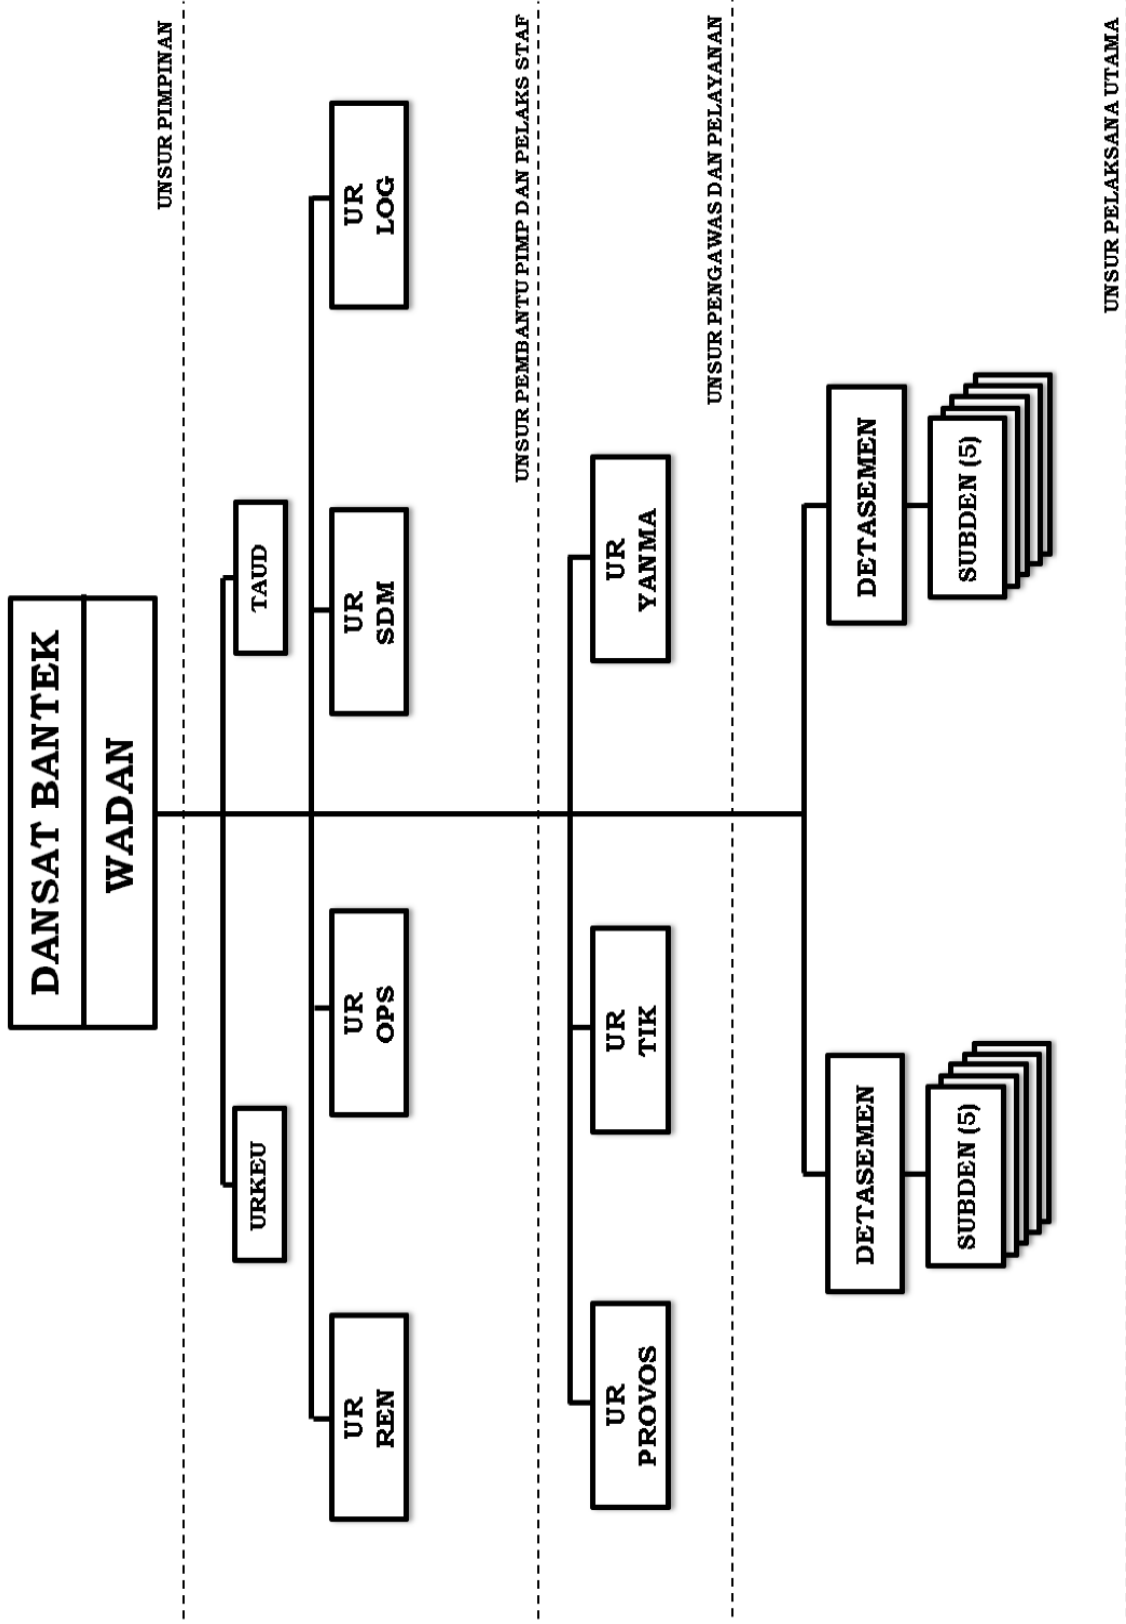 DANSAT BANTEK
WADAN
UNSUR PIMPINAN
URKEU
TAUD
UR
REN
UR
OPS
UR
SDM
UR
LOG
UNSUR PEMBANTU PIMP DAN PELAKS STAF
UR
PROVOS
UR
TIK
UR
YANMA
UNSUR PENGAWAS DAN PELAYANAN
DETASEMEN
SUBDEN (5)
DETASEMEN
SUBDEN (5)
UNSUR PELAKSANA UTAMA